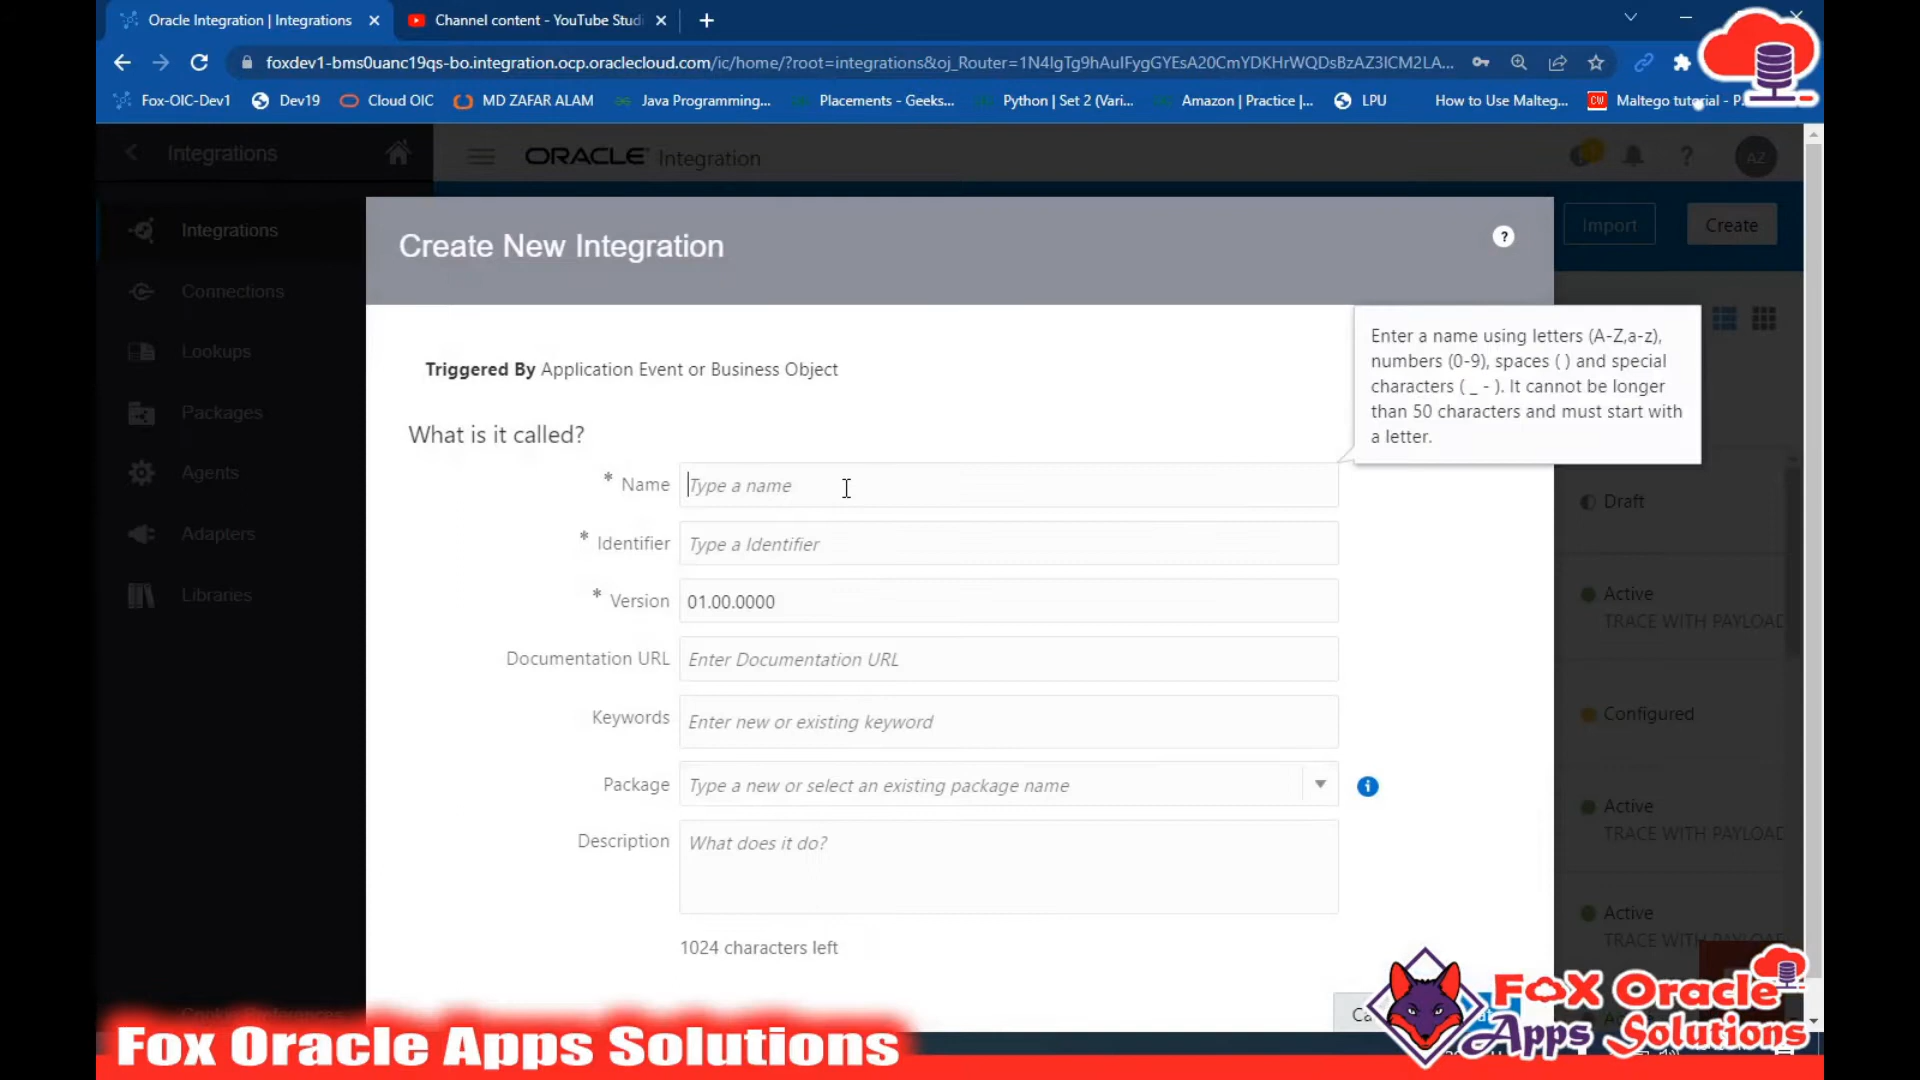 Oracle Integration | Integrations
Channel content - YouTube Stud
foxdev1-bms0uanc19qs-bo.integration.ocp.oraclecloud.com/ic/home/?root=integrations&oj_Router=1N4IgTg9hAuIFygGYEsA20CmYDKHrWQDsBzAZ3ICM2LA...
Fox-OIC-Dev1
Dev19
Cloud OIC
MD ZAFAR ALAM
Java Programming...
Placements - Geeks...
Python | Set 2 (Vari...
Amazon | Practice |...
LPU
How to Use Malteg...
CW
Maltego tutorial - P
Integrations
ORACLE Integration
?
AZ
Integrations
Connections
Lookups
Packages
Agents
Adapters
Libraries
Import
Create
Create New Integration
?
Triggered By Application Event or Business Object
Enter a name using letters (A-Z,a-z),
numbers (0-9), spaces ( ) and special
characters ( _ - ). It cannot be longer
than 50 characters and must start with
a letter.
What is it called?
* Name
Type a name
* Identifier
Type a Identifier
* Version
01.00.0000
Documentation URL
Enter Documentation URL
Keywords
Enter new or existing keyword
Package
Type a new or select an existing package name
i
Description
What does it do?
1024 characters left
Draft
Active
TRACE WITH PAYLOAD
Configured
Active
TRACE WITH PAYLOAD
Active
TRACE WITH PAYLOAD
Fox Oracle Apps Solutions
Fox Oracle
Apps Solutions